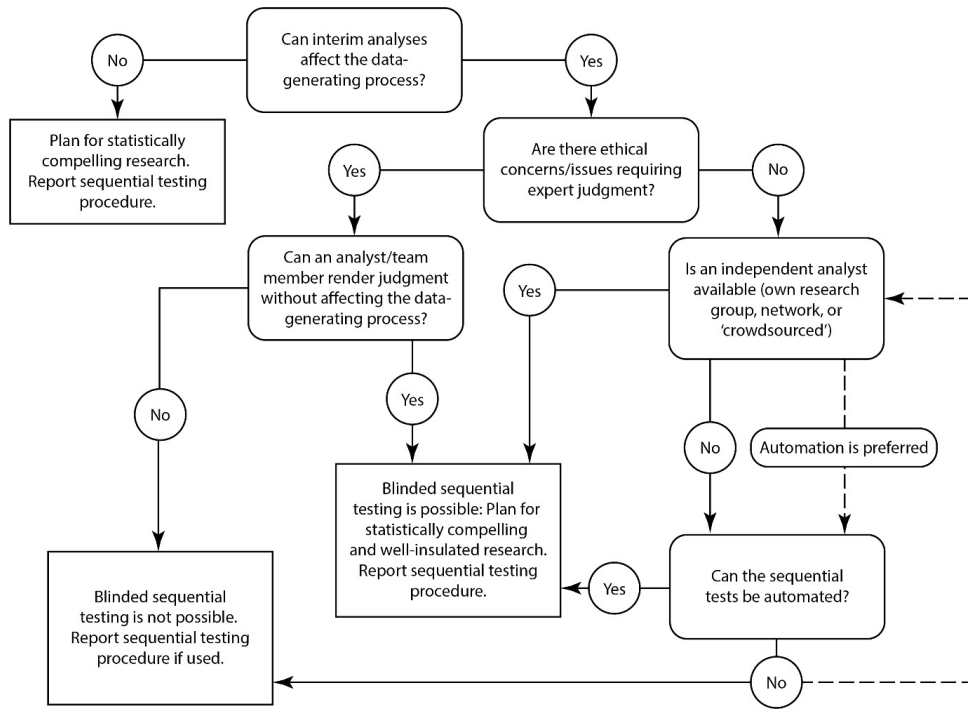 Can interim analyses
affect the data-
generating process?
No
Yes
Plan for statistically
compelling research.
Report sequential testing
procedure.
Are there ethical
concerns/issues requiring
expert judgment?
Yes
No
Can an analyst/team
member render judgment
without affecting the data-
generating process?
Is an independent analyst
available (own research
group, network, or
‘crowdsourced’)
Yes
No
Yes
No
Automation is preferred
Blinded sequential
testing is possible: Plan for
statistically compelling
and well-insulated research.
Report sequential testing
procedure.
Can the sequential
tests be automated?
Yes
Blinded sequential
testing is not possible.
Report sequential testing
procedure if used.
No